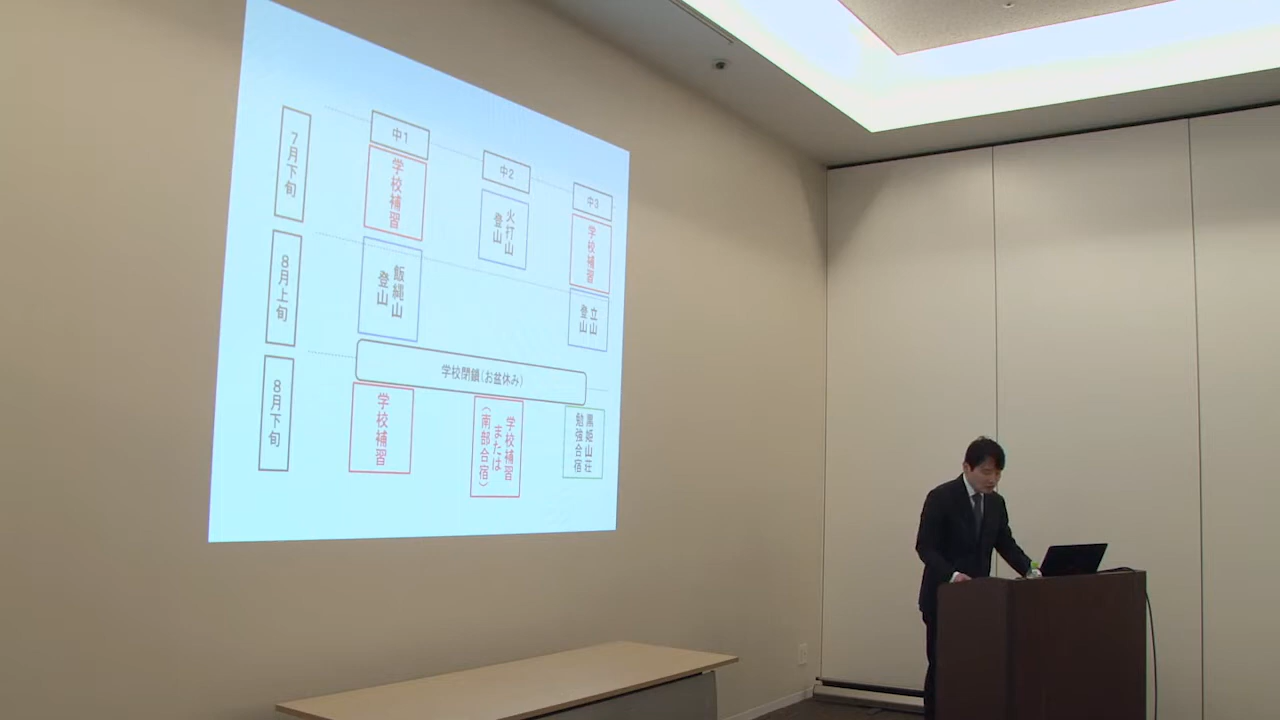 中1
中2
中3
7月下旬
学校補習
火打山
登山
学校補習
8月上旬
飯縄山
登山
立山
登山
学校閉鎖(お盆休み)
8月下旬
学校補習
学校補習
または
(南部合宿)
黒姫山荘
勉強合宿